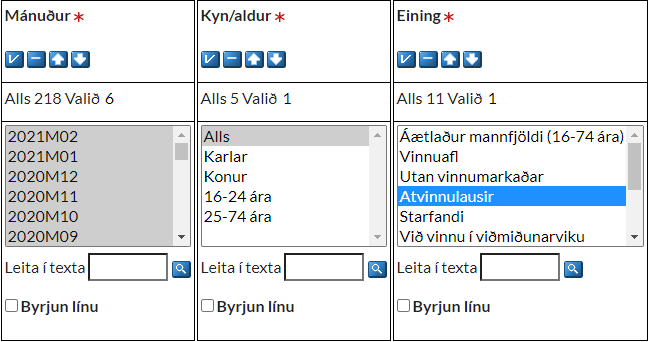 Mánuður *
Alls 218 Valið 6
2021M02
2021M01
2020M12
2020M11
2020M10
2020M09
Leita í texta
Byrjun línu
Kyn/aldur *
Alls 5 Valið 1
Alls
Karlar
Konur
16-24 ára
25-74 ára
Leita í texta
Byrjun línu
Eining *
Alls 11 Valið 1
Áætlaður mannfjöldi (16-74 ára)
Vinnuafl
Utan vinnumarkaðar
Atvinnulausir
Starfandi
Við vinnu í viðmiðunarviku
Leita í texta
Byrjun línu